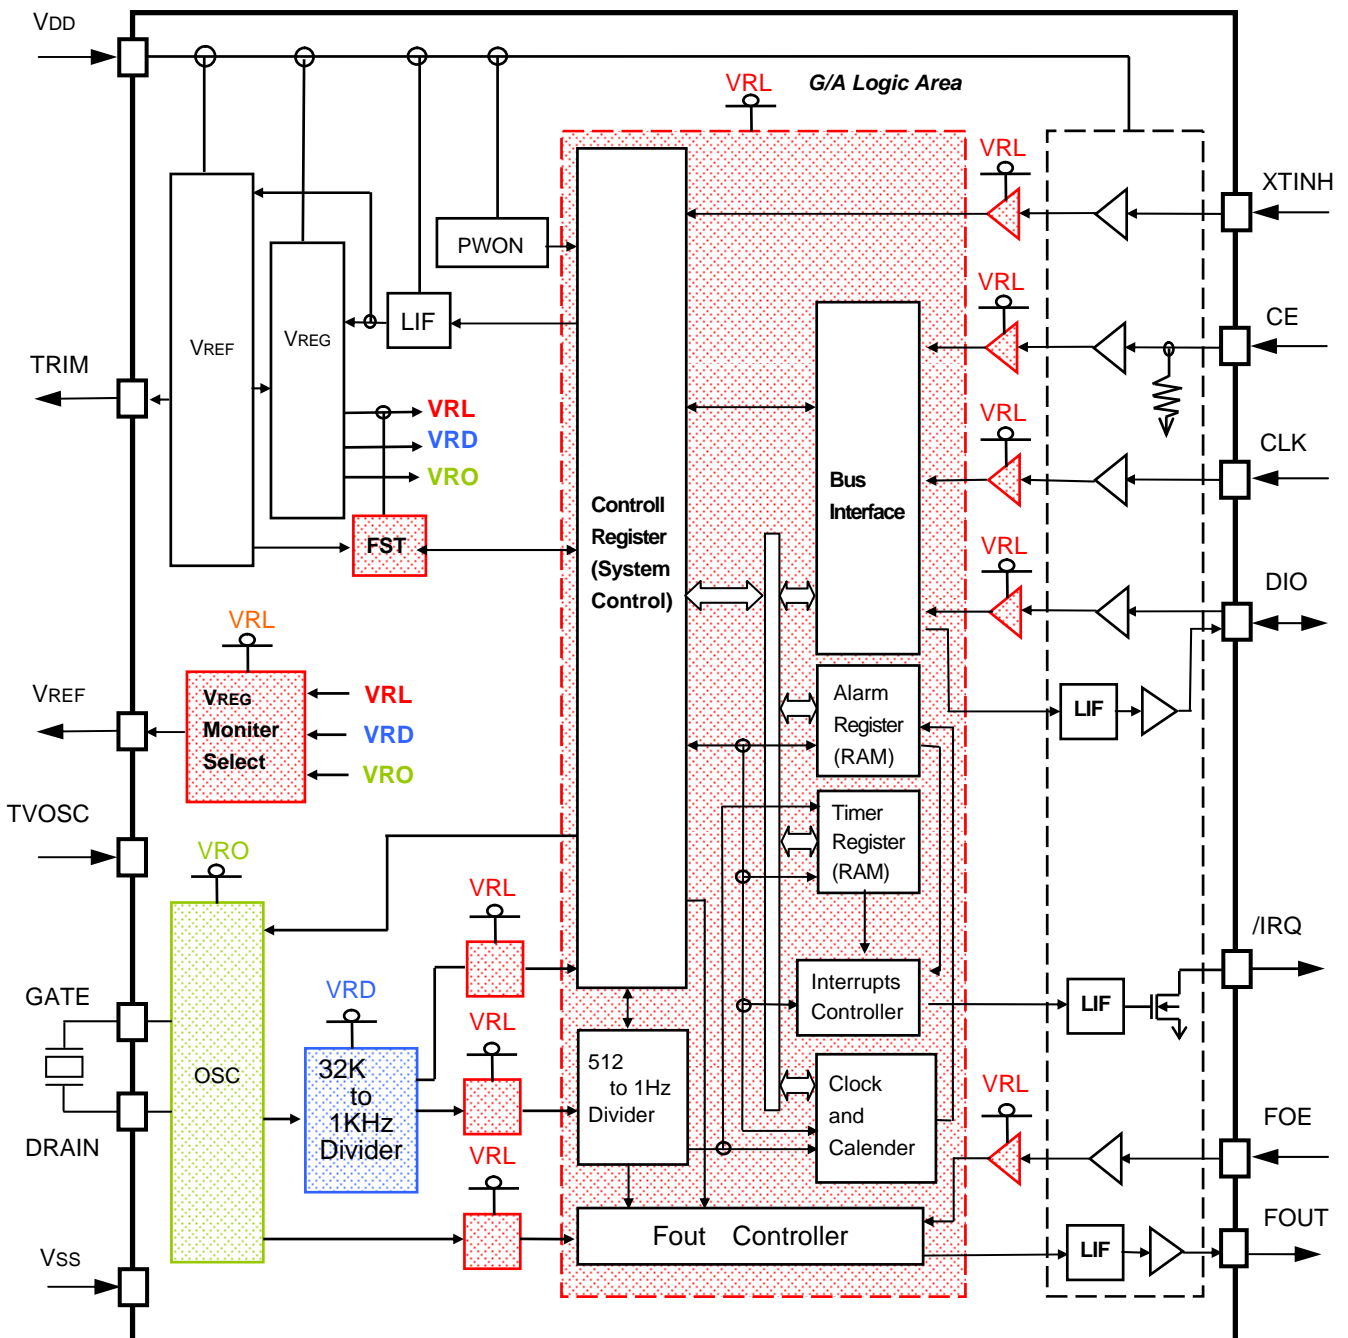 VDD
VRL
G/A Logic Area
VRL
XTINH
PWON
VRL
CE
LIF
VREF
VREG
TRIM
VRL
VRD
VRO
VRL
CLK
Controll
Register
(System
Control)
Bus
Interface
FST
VRL
DIO
VRL
VREF
VREG
Moniter
Select
VRL
VRD
VRO
Alarm
Register
(RAM)
LIF
TVOSC
Timer
Register
(RAM)
VRO
VRL
/IRQ
GATE
VRD
Interrupts
Controller
LIF
VRL
OSC
32K
to
1KHz
Divider
512
to 1Hz
Divider
Clock
and
Calender
VRL
FOE
DRAIN
VRL
Fout Controller
LIF
FOUT
VSS